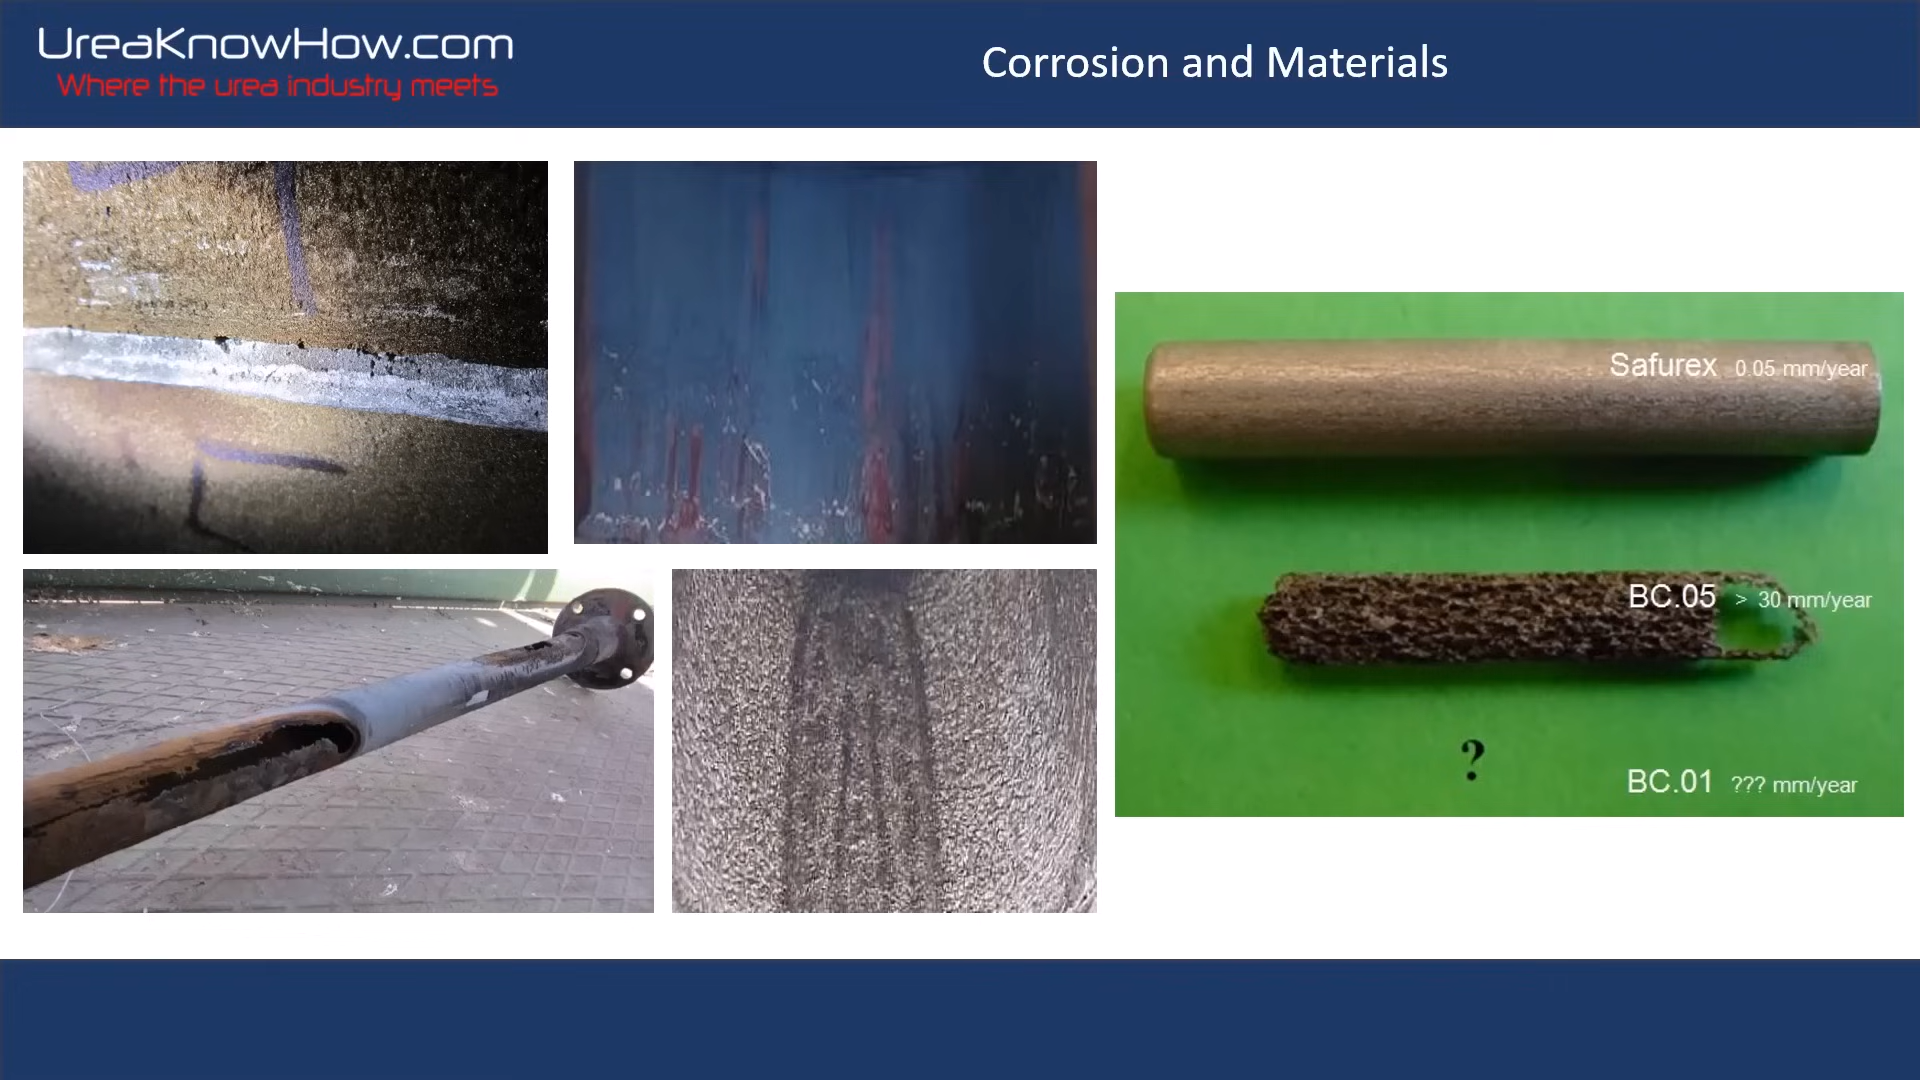 UreaKnowHow.com
Where the urea industry meets
Corrosion and Materials
Safurex 0.05 mm/year
BC.05 > 30 mm/year
?
BC.01 ??? mm/year